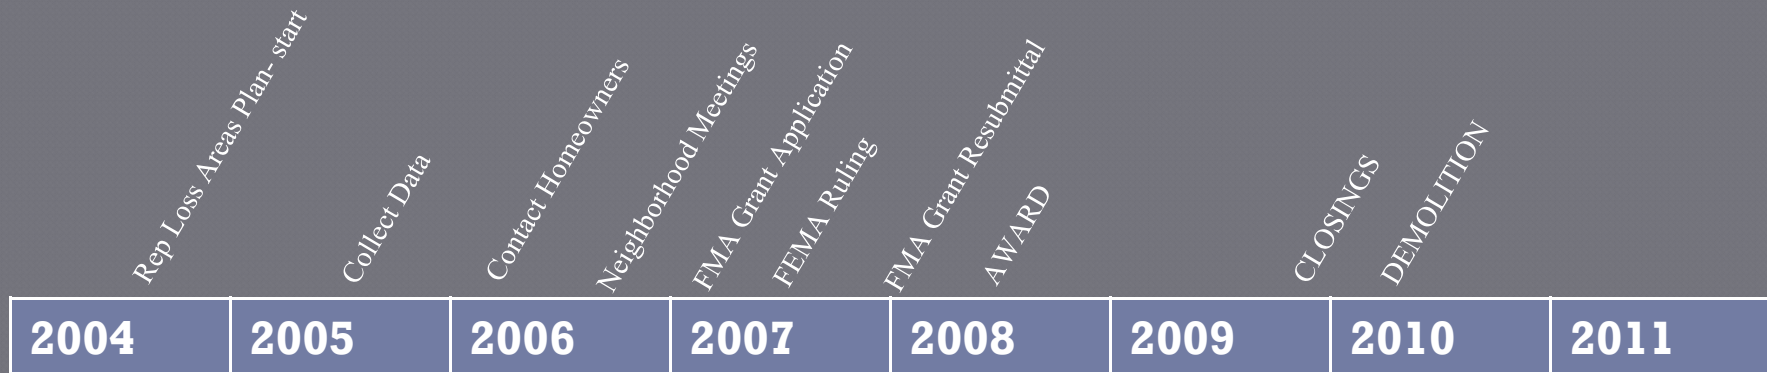 Rep Loss Areas Plan- start
Collect Data
Contact Homeowners
Neighborhood Meetings
FMA Grant Application
FEMA Ruling
FMA Grant Resubmittal
AWARD
CLOSINGS
DEMOLITION
2004
2005
2006
2007
2008
2009
2010
2011